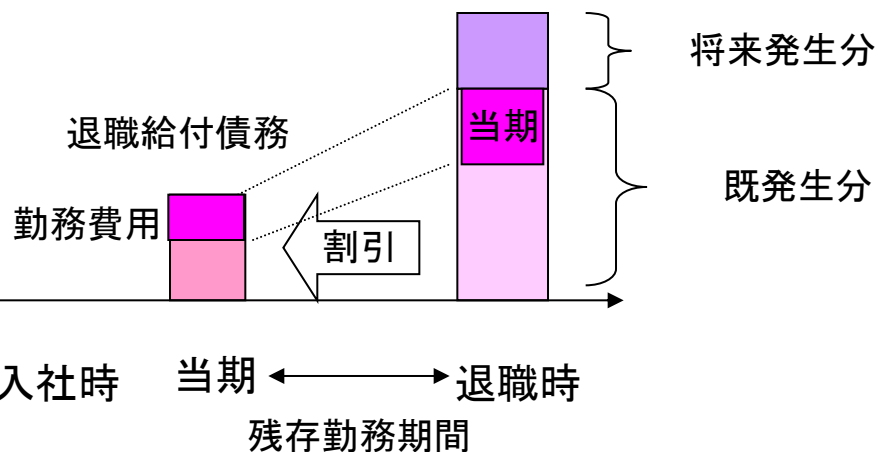 将来発生分
当期
退職給付債務
既発生分
勤務費用
割引
入社時
当期
退職時
残存勤務期間